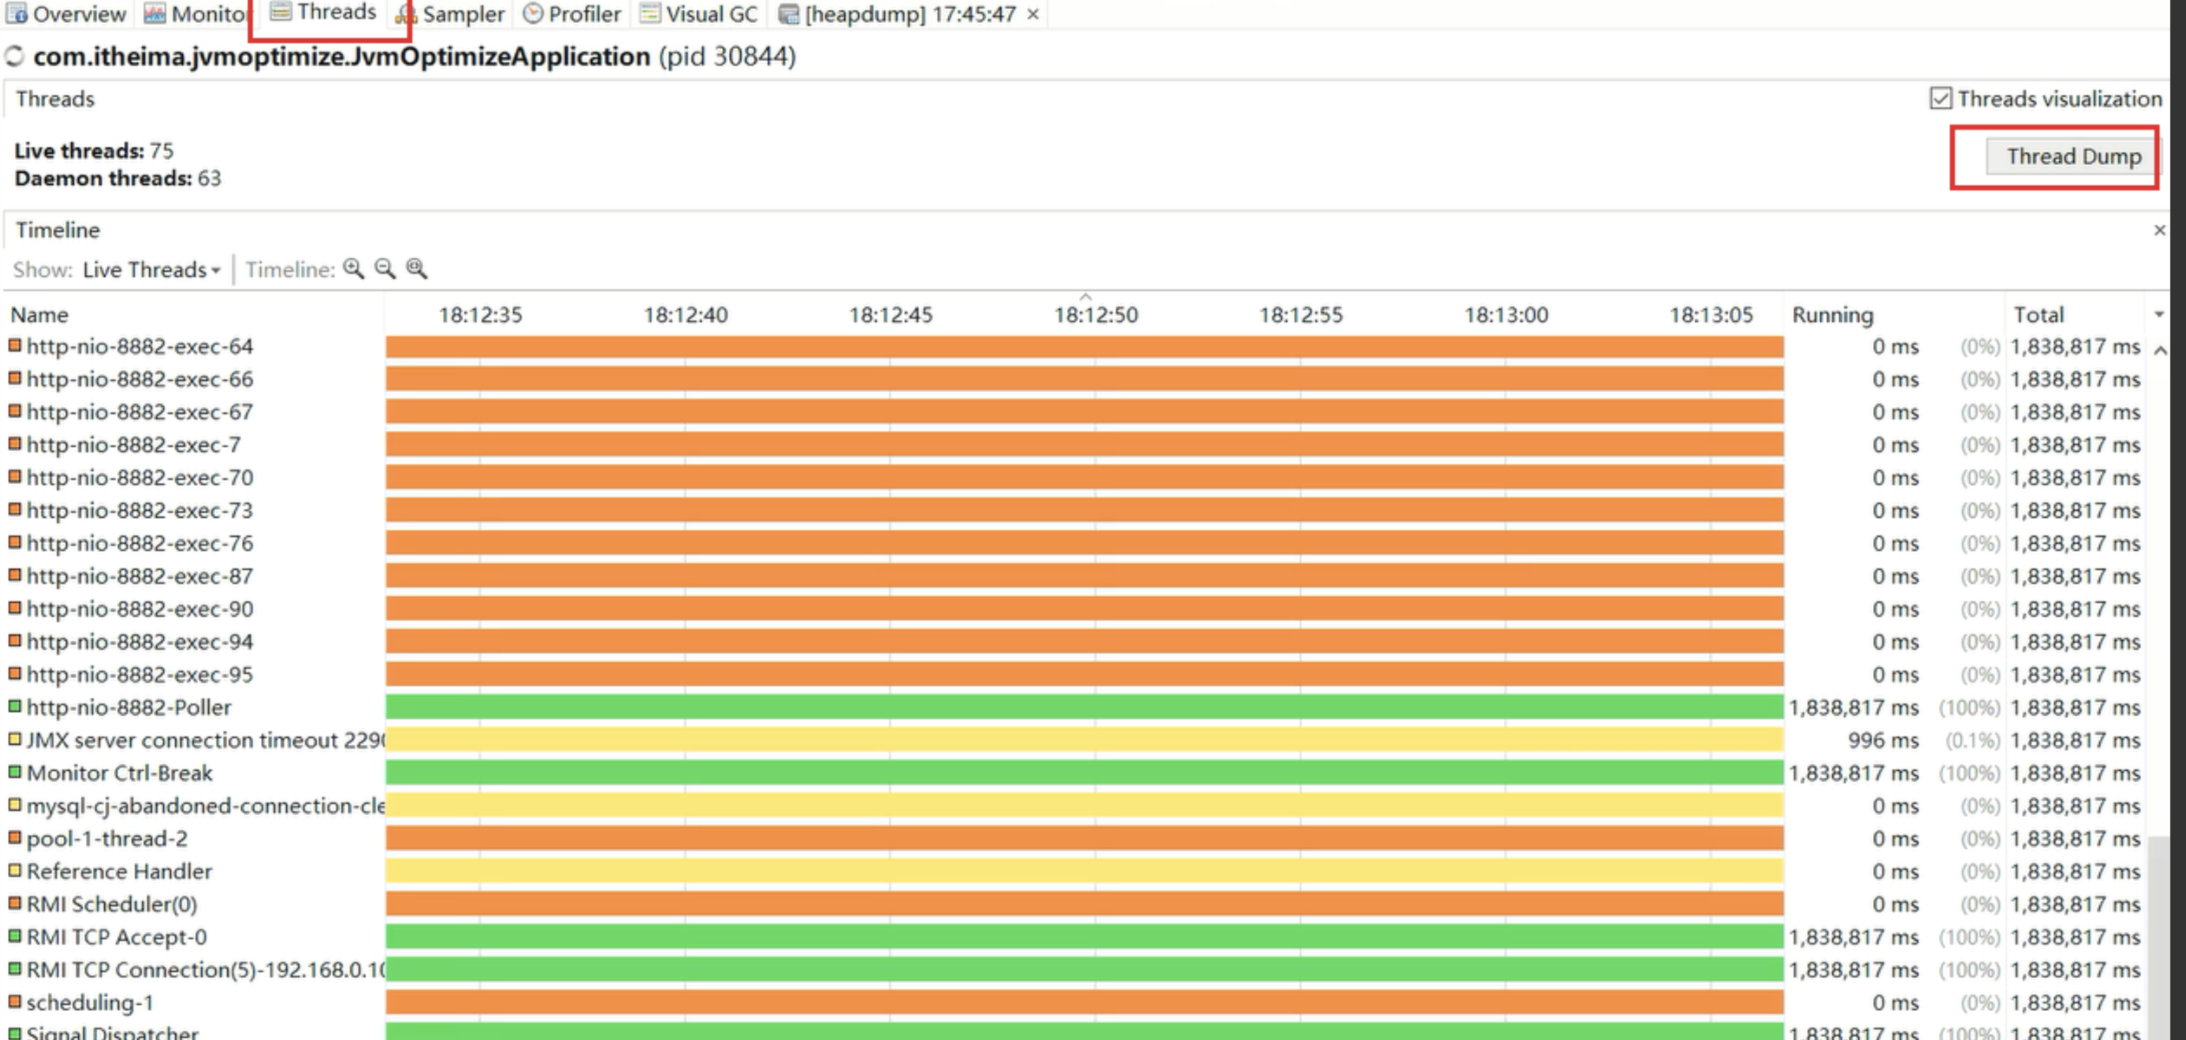 Overview Monitor Threads Sampler Profiler Visual GC [heapdump] 17:45:47 ×
com.itheima.jvmoptimize.JvmOptimizeApplication (pid 30844)
Threads Threads visualization
Live threads: 75
Daemon threads: 63
Thread Dump
Timeline ×
Show: Live Threads Timeline:
Name 18:12:35 18:12:40 18:12:45 18:12:50 18:12:55 18:13:00 18:13:05 Running Total
http-nio-8882-exec-64 0 ms (0%) 1,838,817 ms
http-nio-8882-exec-66 0 ms (0%) 1,838,817 ms
http-nio-8882-exec-67 0 ms (0%) 1,838,817 ms
http-nio-8882-exec-7 0 ms (0%) 1,838,817 ms
http-nio-8882-exec-70 0 ms (0%) 1,838,817 ms
http-nio-8882-exec-73 0 ms (0%) 1,838,817 ms
http-nio-8882-exec-76 0 ms (0%) 1,838,817 ms
http-nio-8882-exec-87 0 ms (0%) 1,838,817 ms
http-nio-8882-exec-90 0 ms (0%) 1,838,817 ms
http-nio-8882-exec-94 0 ms (0%) 1,838,817 ms
http-nio-8882-exec-95 0 ms (0%) 1,838,817 ms
http-nio-8882-Poller 1,838,817 ms (100%) 1,838,817 ms
JMX server connection timeout 229 996 ms (0.1%) 1,838,817 ms
Monitor Ctrl-Break 1,838,817 ms (100%) 1,838,817 ms
mysql-cj-abandoned-connection-cle 0 ms (0%) 1,838,817 ms
pool-1-thread-2 0 ms (0%) 1,838,817 ms
Reference Handler 0 ms (0%) 1,838,817 ms
RMI Scheduler(0) 0 ms (0%) 1,838,817 ms
RMI TCP Accept-0 1,838,817 ms (100%) 1,838,817 ms
RMI TCP Connection(5)-192.168.0.1 1,838,817 ms (100%) 1,838,817 ms
scheduling-1 0 ms (0%) 1,838,817 ms
Signal Dispatcher 1,838,817 ms (100%) 1,838,817 ms